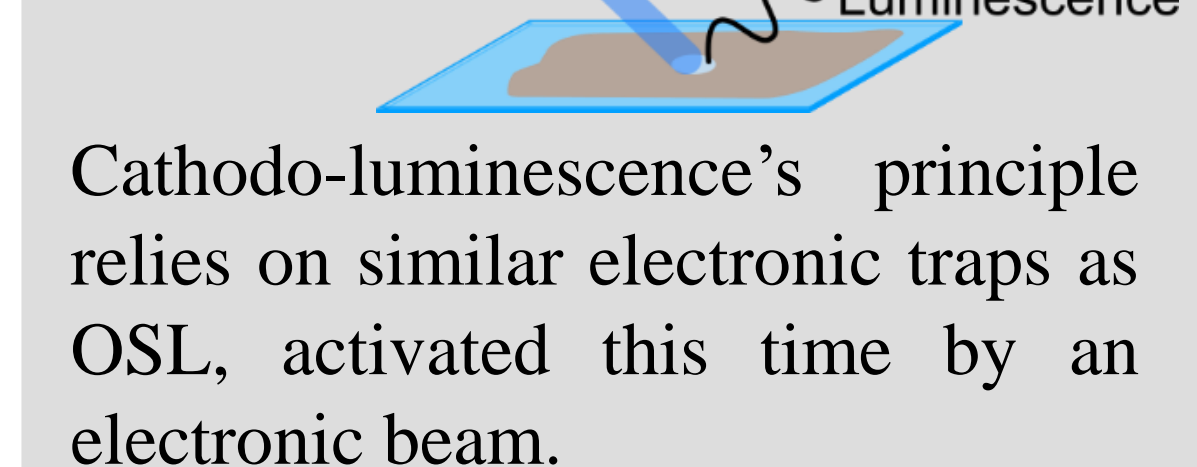 Luminescence
Cathodo-luminescence’s principle
relies on similar electronic traps as
OSL, activated this time by an
electronic beam.